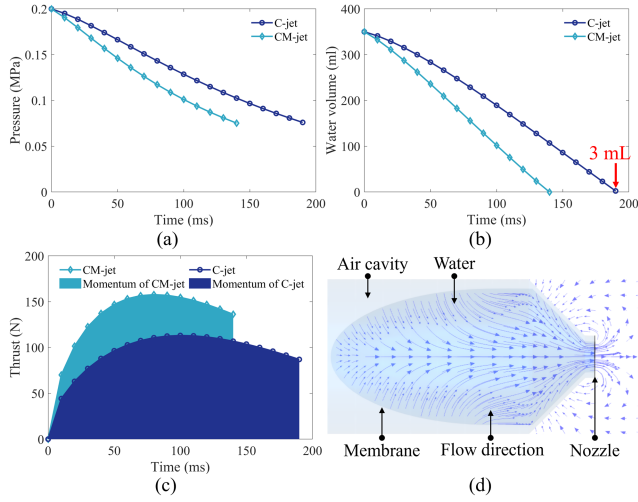 0.2
0.15
0.1
0.05
0
Pressure (MPa)
C-jet
CM-jet
0 50 100 150 200
Time (ms)
(a)
400
300
200
100
0
Water volume (ml)
C-jet
CM-jet
3 mL
0 50 100 150 200
Time (ms)
(b)
200
150
100
50
0
Thrust (N)
CM-jet C-jet
Momentum of CM-jet Momentum of C-jet
0 50 100 150 200
Time (ms)
(c)
Air cavity Water
Membrane Flow direction Nozzle
(d)